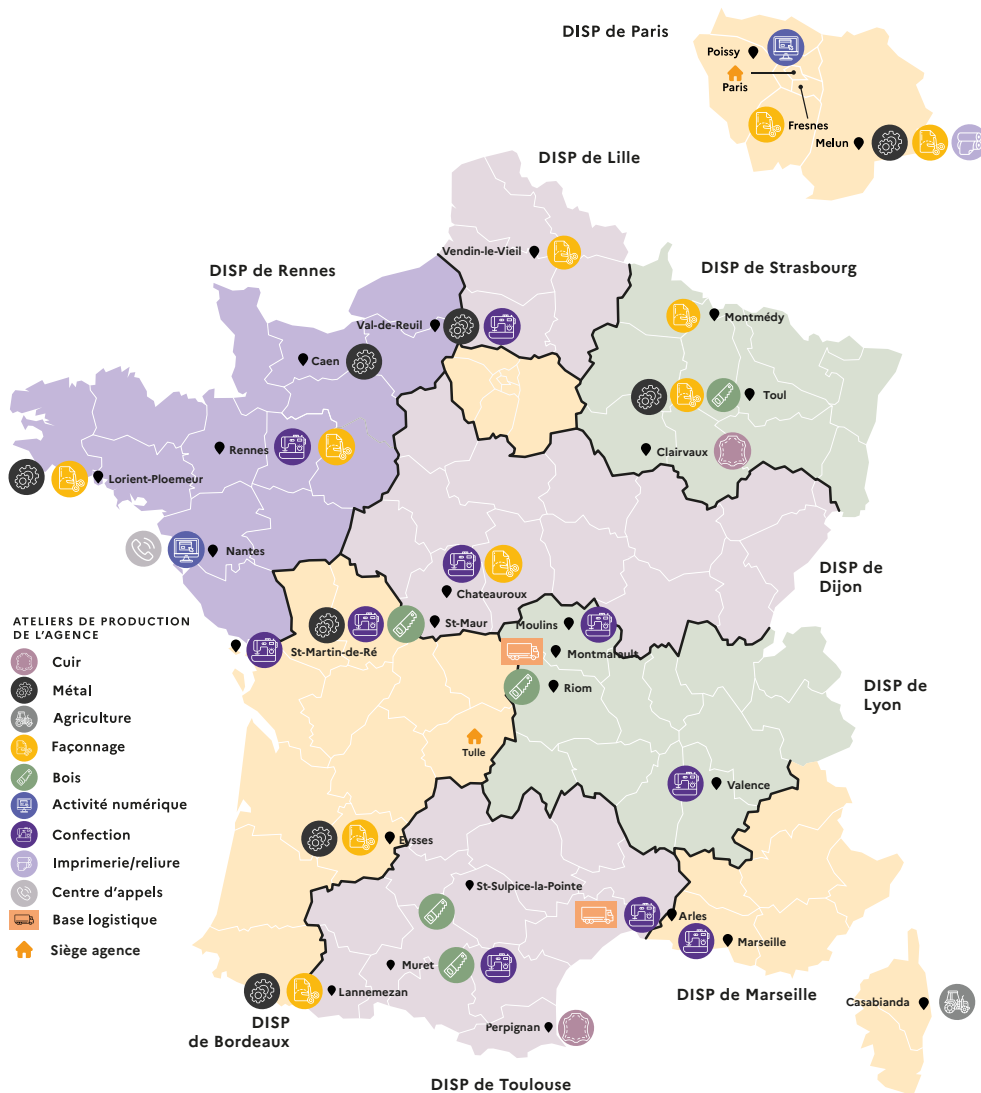 DISP de Paris
Poissy
Paris
Fresnes
Melun
DISP de Lille
Vendin-le-Vieil
DISP de Rennes
DISP de Strasbourg
Montmédy
Val-de-Reuil
Caen
Toul
Rennes
Clairvaux
Lorient-Ploemeur
Nantes
DISP de
Dijon
Chateauroux
ATELIERS DE PRODUCTION
DE L'AGENCE
St-Maur
Moulins
St-Martin-de-Ré
Montmarault
Cuir
Métal
Agriculture
Façonnage
Bois
Activité numérique
Confection
Imprimerie/reliure
Centre d'appels
Base logistique
Siège agence
Riom
DISP de
Lyon
Tulle
Valence
Eysses
St-Sulpice-la-Pointe
Arles
Marseille
Muret
Lannemezan
DISP
de Bordeaux
DISP de Marseille
Casabianda
Perpignan
DISP de Toulouse